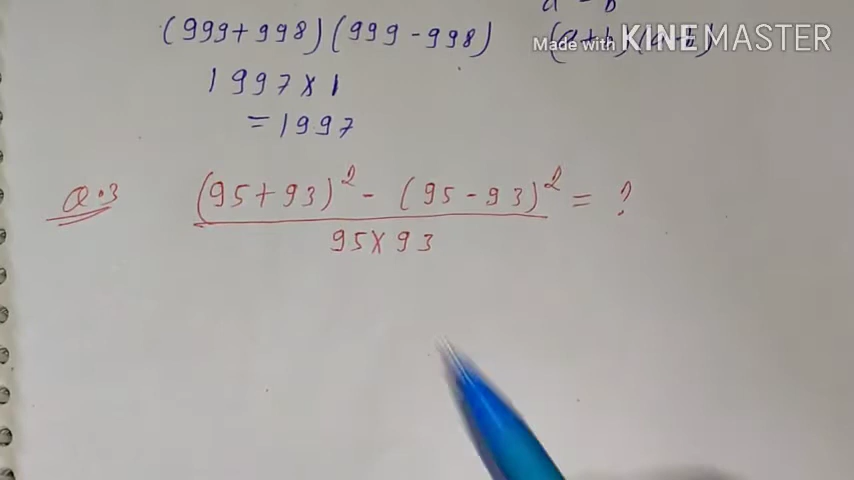 a - b
(999+998)(999-998) (a+b)(a-b)
Made with KINEMASTER
1997×1
=1997
Q.3 (95+93)² - (95-93)² = ?
95×93